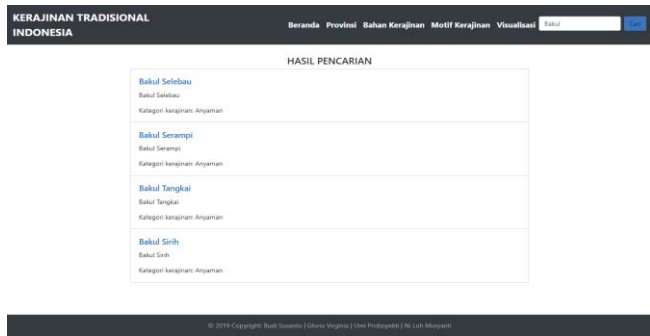 KERAJINAN TRADISIONAL
INDONESIA
Beranda Provinsi Bahan Kerajinan Motif Kerajinan Visualisasi Bakul Cari
HASIL PENCARIAN
Bakul Selebau
Bakul Selebau
Kategori kerajinan: Anyaman
Bakul Serampi
Bakul Serampi
Kategori kerajinan: Anyaman
Bakul Tangkai
Bakul Tangkai
Kategori kerajinan: Anyaman
Bakul Sirih
Bakul Sirih
Kategori kerajinan: Anyaman
© 2019 Copyright: Budi Susanto | Gloria Virginia | Umi Proboyekti | Ni Luh Moryanti